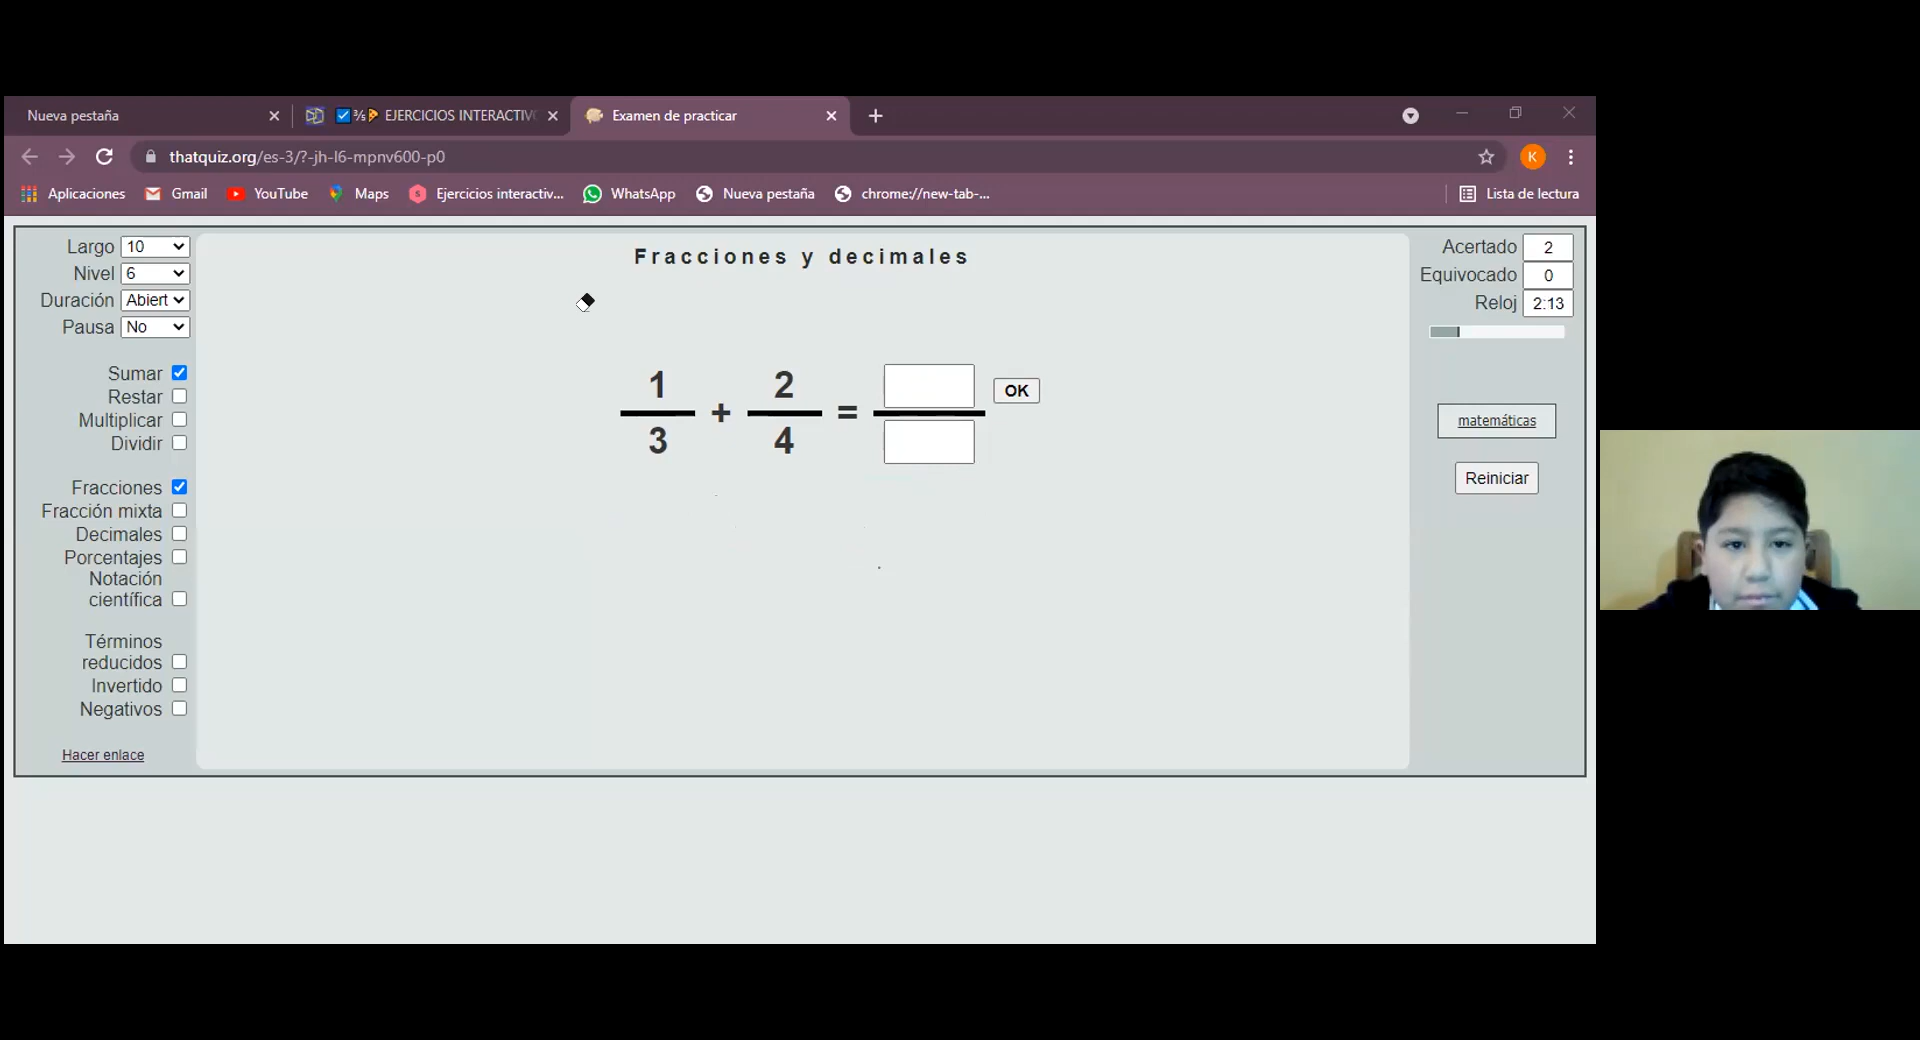 Nueva pestaña
⅗ EJERCICIOS INTERACTIV
Examen de practicar
thatquiz.org/es-3/?-jh-l6-mpnv600-p0
K
Aplicaciones
Gmail
YouTube
Maps
Ejercicios interactiv...
WhatsApp
Nueva pestaña
chrome://new-tab-...
Lista de lectura
Largo 10
Nivel 6
Duración Abiert
Pausa No
Sumar
Restar
Multiplicar
Dividir
Fracciones
Fracción mixta
Decimales
Porcentajes
Notación
científica
Términos
reducidos
Invertido
Negativos
Hacer enlace
Fracciones y decimales
1/3 + 2/4 =
OK
Acertado 2
Equivocado 0
Reloj 2:13
matemáticas
Reiniciar